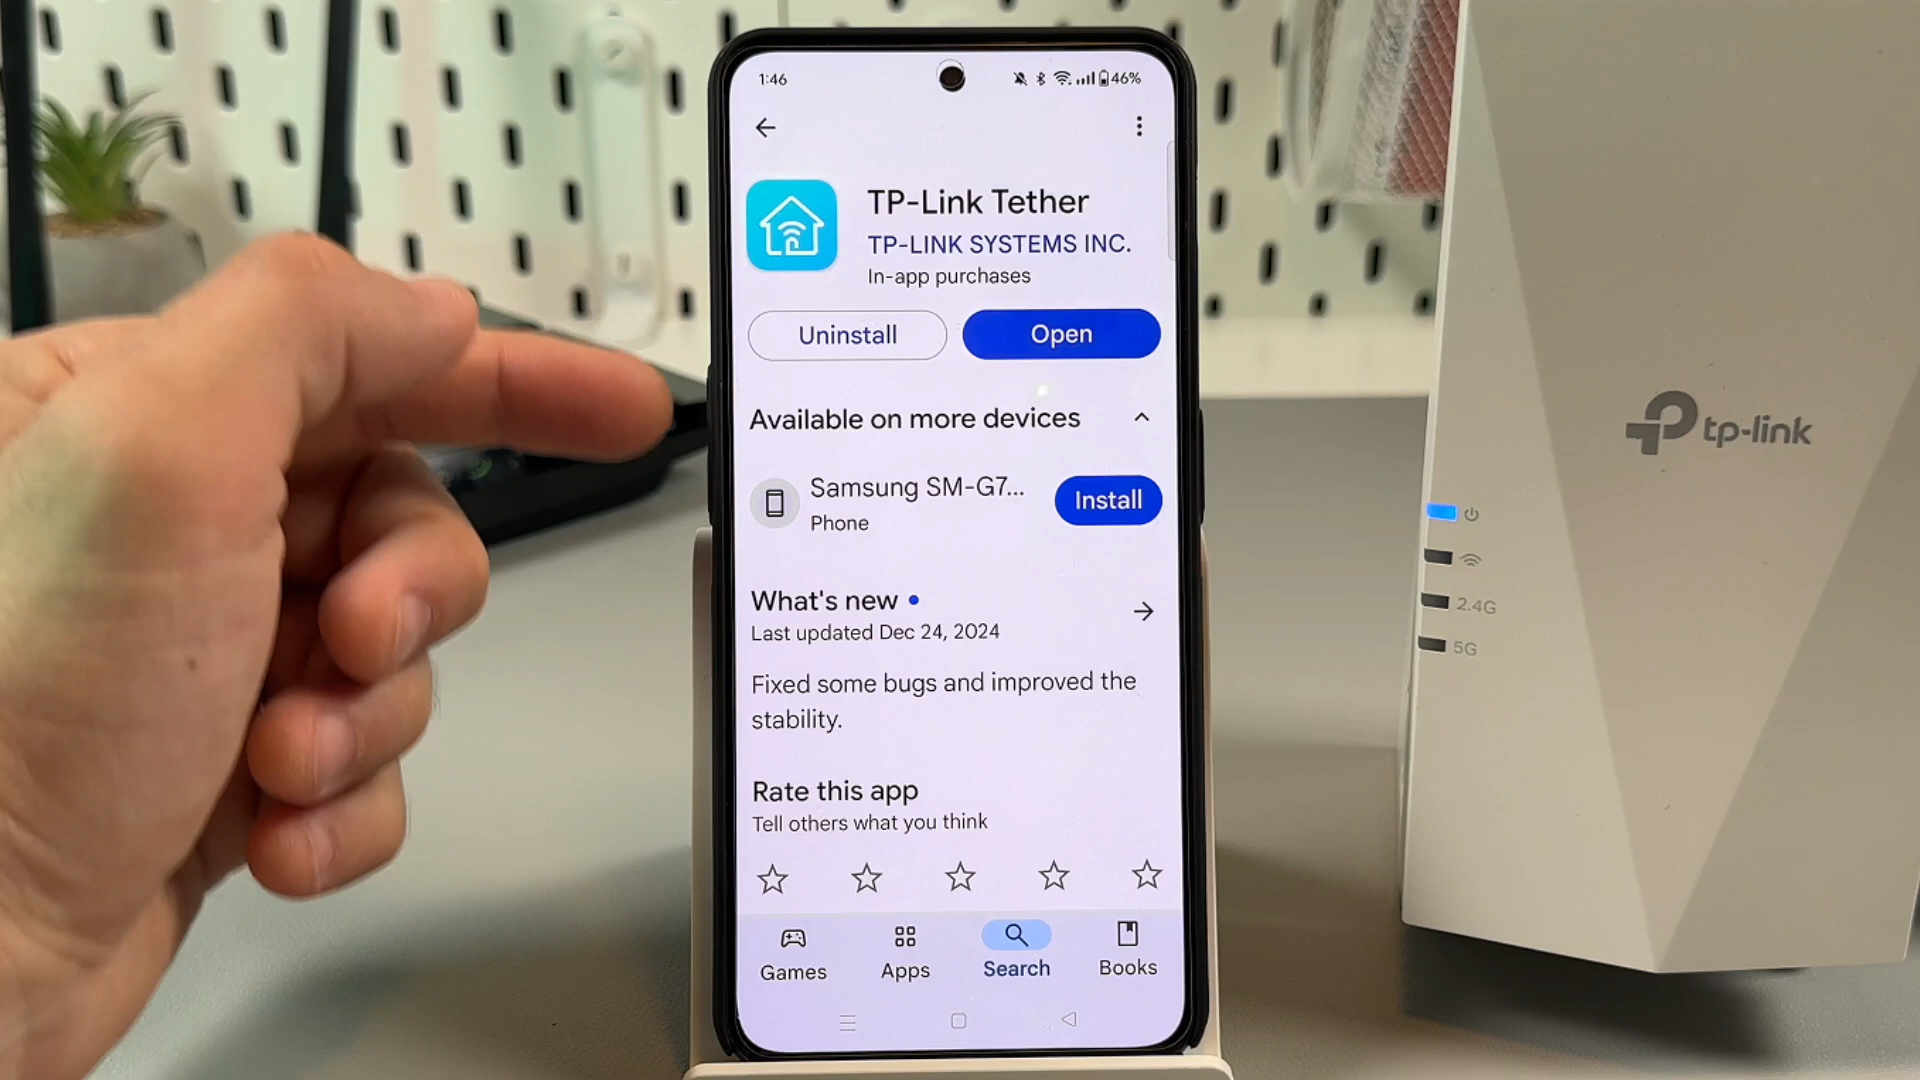 1:46
46%
TP-Link Tether
TP-LINK SYSTEMS INC.
In-app purchases
Uninstall
Open
Available on more devices
Samsung SM-G7...
Phone
Install
What's new
Last updated Dec 24, 2024
Fixed some bugs and improved the
stability.
Rate this app
Tell others what you think
Games
Apps
Search
Books
tp-link
2.4G
5G